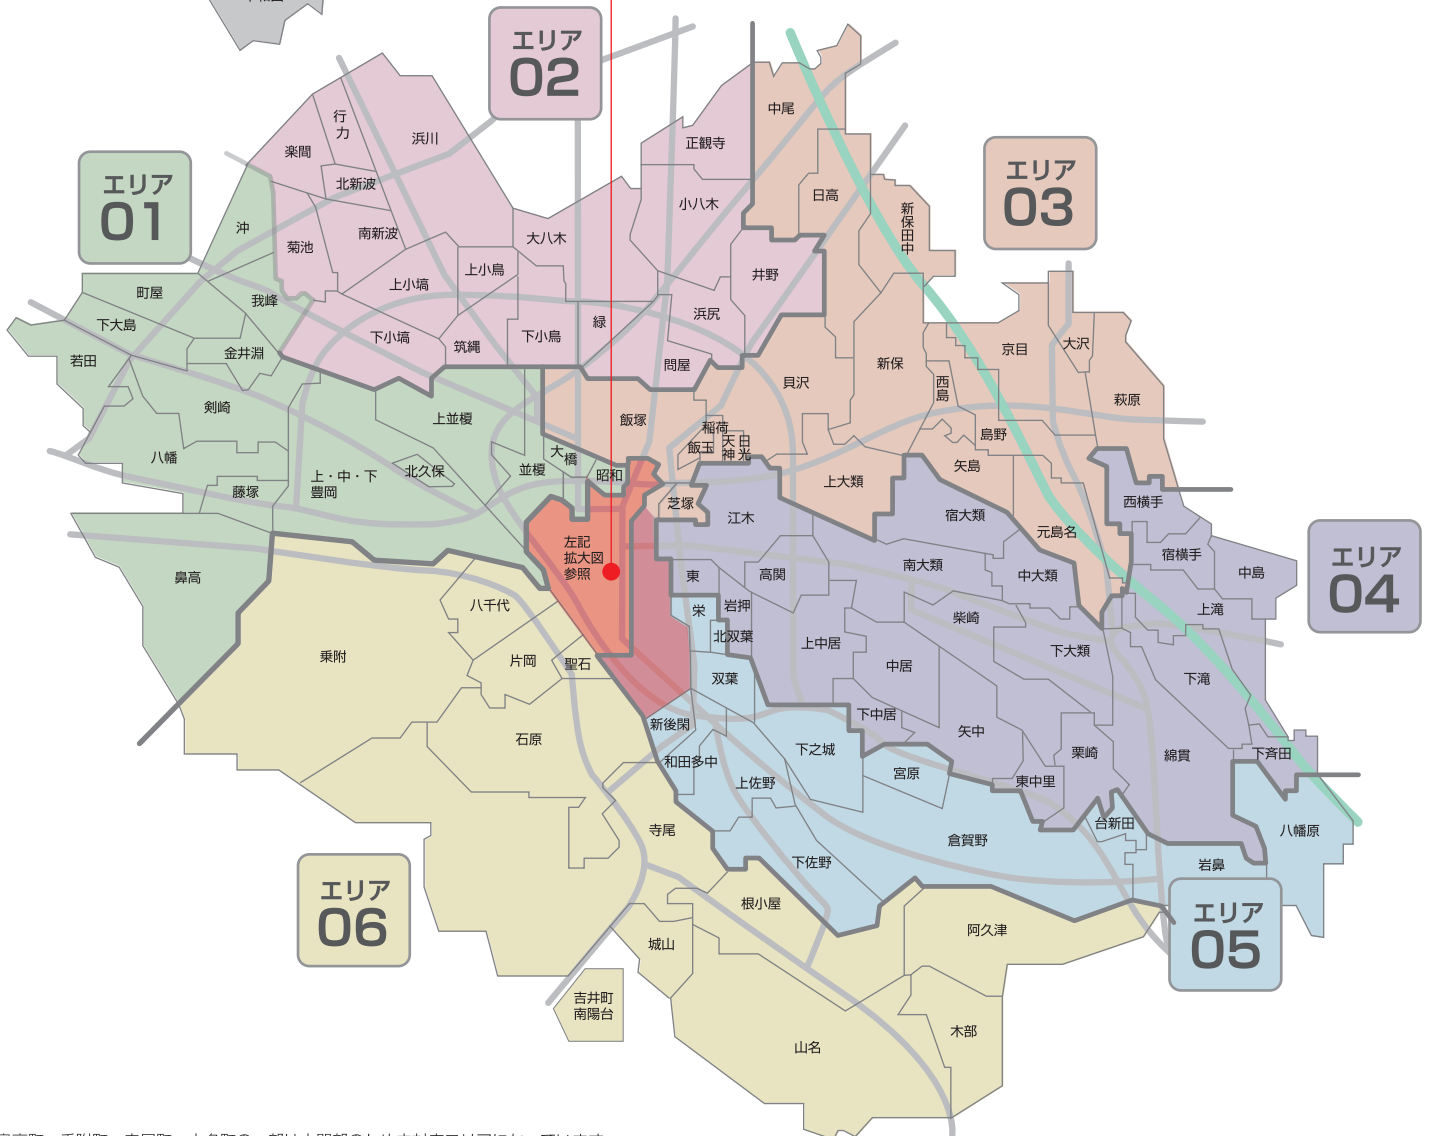 エリア
02
行
力
浜川
楽間
北新波
正観寺
中尾
エリア
03
エリア
01
沖
菊池
南新波
大八木
小八木
日高
新保田中
上小塙
上小鳥
井野
町屋
我峰
下大島
下小塙
筑縄
下小鳥
緑
浜尻
若田
金井淵
問屋
新保
京目
大沢
貝沢
西島
萩原
剣崎
上並榎
飯塚
稲荷
飯玉
天神
日光
島野
八幡
上・中・下
豊岡
北久保
並榎
大橋
昭和
矢島
藤塚
芝塚
上大類
西横手
江木
宿大類
元島名
宿横手
左記
拡大図
参照
鼻高
東
高関
南大類
中大類
中島
エリア
04
八千代
栄
岩押
柴崎
上滝
北双葉
乗附
片岡
聖石
上中居
中居
下大類
双葉
下滝
石原
新後閑
下中居
矢中
和田多中
下之城
栗崎
綿貫
下斉田
上佐野
宮原
東中里
寺尾
台新田
八幡原
倉賀野
下佐野
岩鼻
エリア
06
根小屋
エリア
05
城山
阿久津
吉井町
南陽台
木部
山名